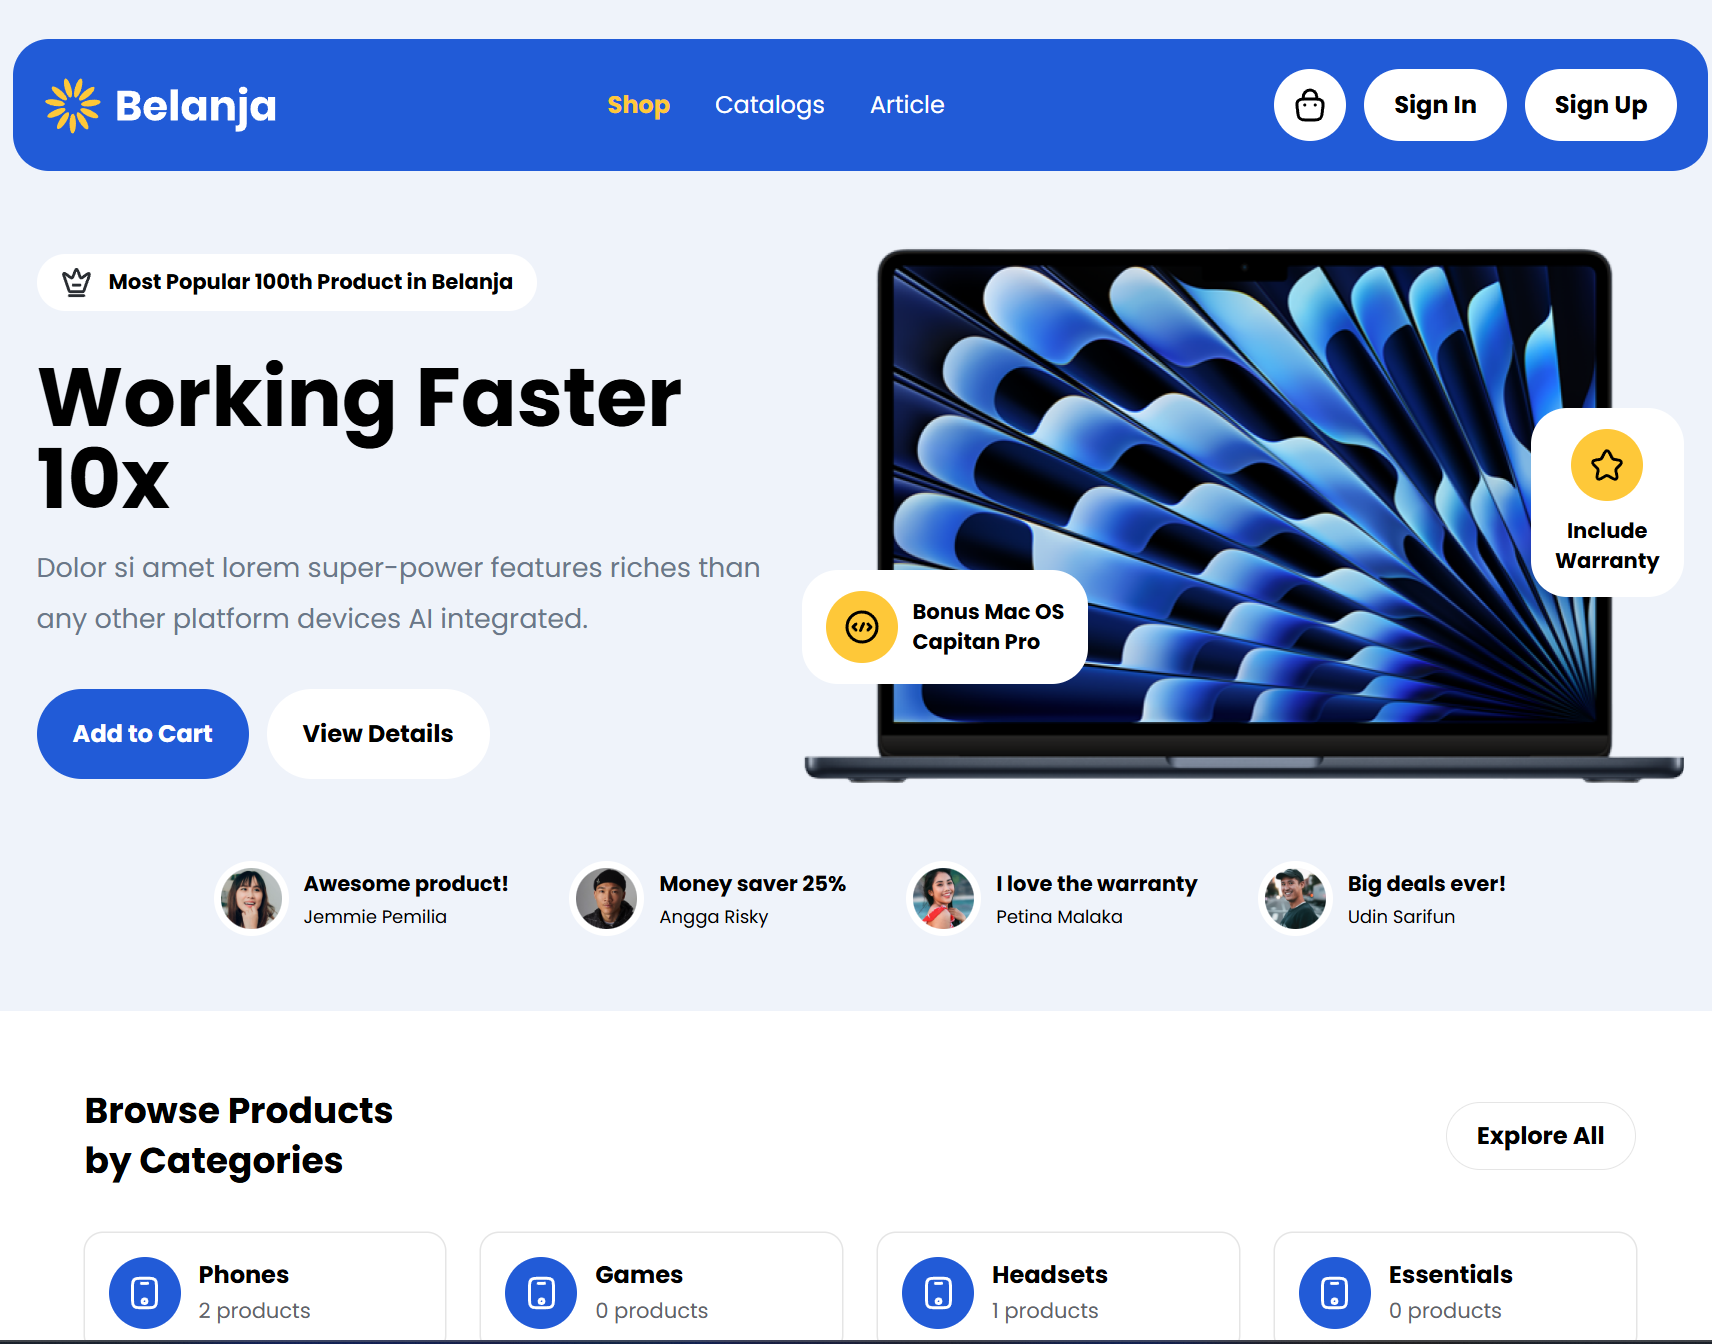 Belanja
Shop
Catalogs
Article
Sign In
Sign Up
Most Popular 100th Product in Belanja
Working Faster
10x
Dolor si amet lorem super-power features riches than
any other platform devices AI integrated.
Add to Cart
View Details
Include
Warranty
Bonus Mac OS
Capitan Pro
Awesome product!
Jemmie Pemilia
Money saver 25%
Angga Risky
I love the warranty
Petina Malaka
Big deals ever!
Udin Sarifun
Browse Products
by Categories
Explore All
Phones
2 products
Games
0 products
Headsets
1 products
Essentials
0 products